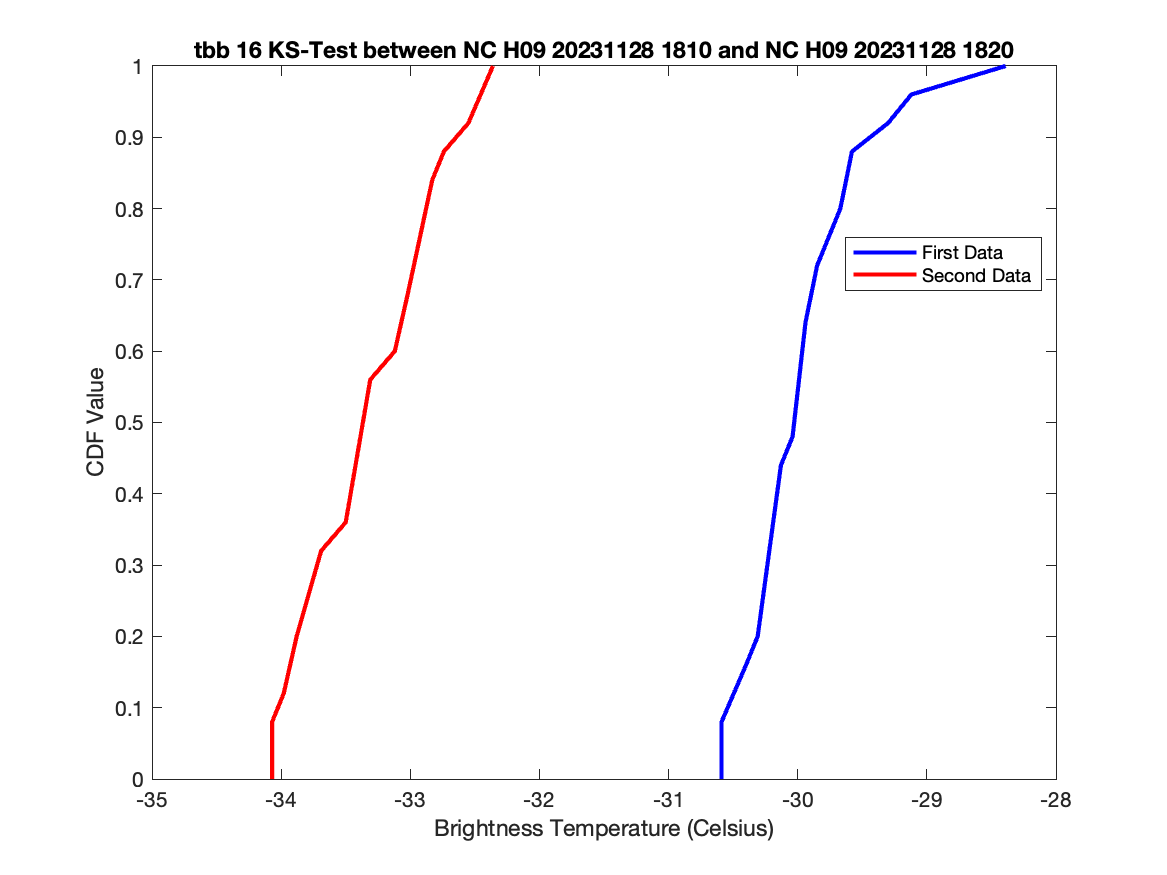 tbb 16 KS-Test between NC H09 20231128 1810 and NC H09 20231128 1820
1
0.9
0.8
0.7
0.6
0.5
0.4
0.3
0.2
0.1
0
CDF Value
First Data
Second Data
-35 -34 -33 -32 -31 -30 -29 -28
Brightness Temperature (Celsius)